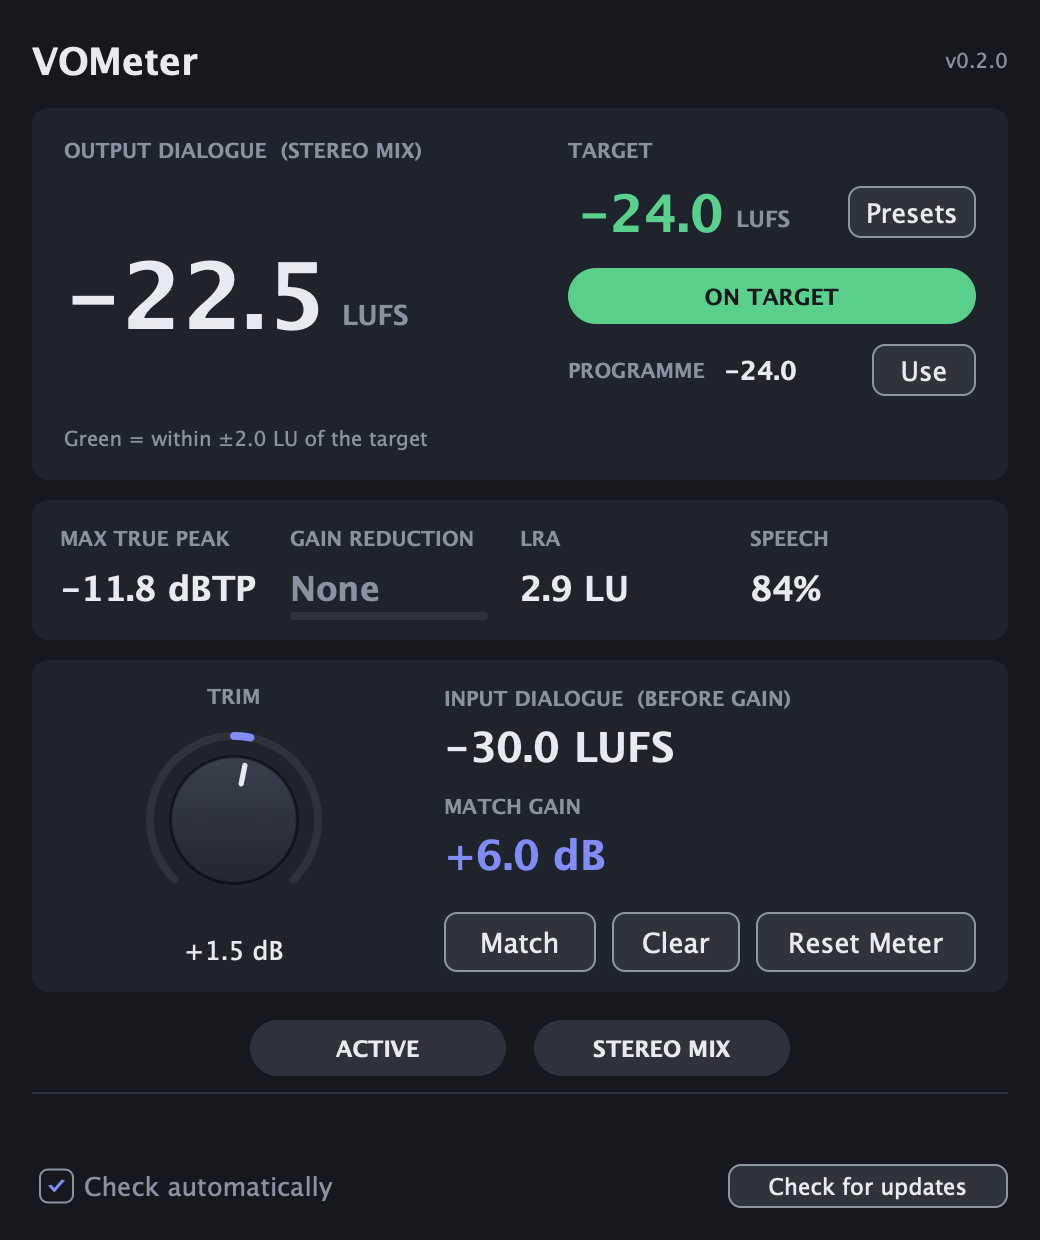 VOMeter
v0.2.0
OUTPUT DIALOGUE (STEREO MIX)
−22.5 LUFS
Green = within ±2.0 LU of the target
TARGET
−24.0 LUFS
Presets
ON TARGET
PROGRAMME −24.0
Use
MAX TRUE PEAK
−11.8 dBTP
GAIN REDUCTION
None
LRA
2.9 LU
SPEECH
84%
TRIM
+1.5 dB
INPUT DIALOGUE (BEFORE GAIN)
−30.0 LUFS
MATCH GAIN
+6.0 dB
Match
Clear
Reset Meter
ACTIVE
STEREO MIX
Check automatically
Check for updates